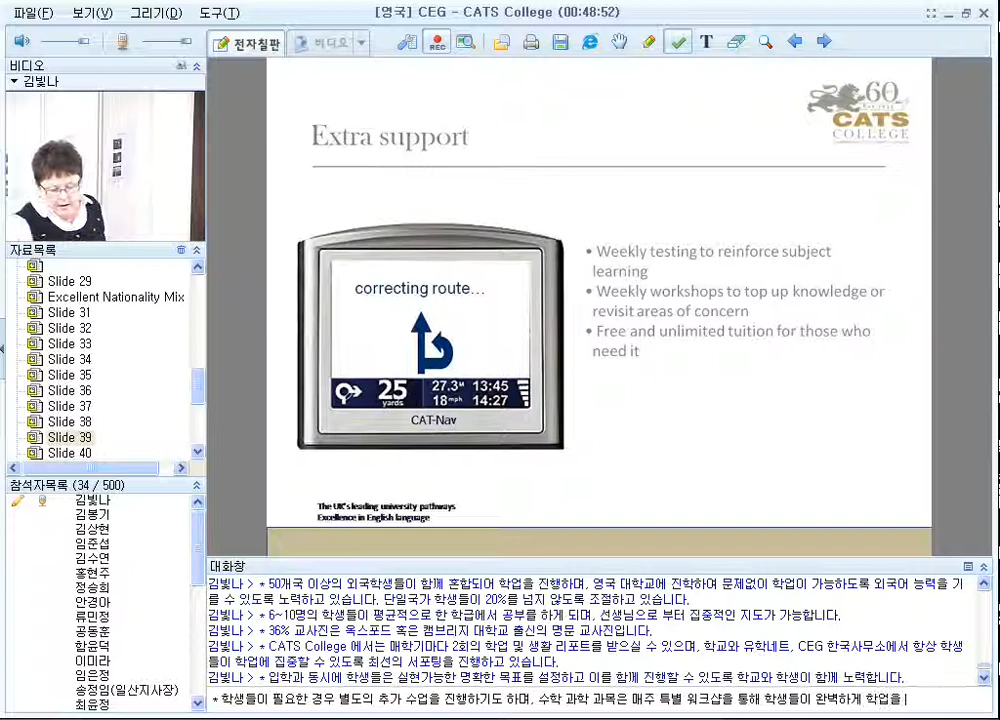 파일(F) 보기(V) 그리기(D) 도구(T) [영국] CEG - CATS College (00:48:52)
전자칠판 비디오 REC T
비디오
김빛나
자료목록
Slide 29
Excellent Nationality Mix
Slide 31
Slide 32
Slide 33
Slide 34
Slide 35
Slide 36
Slide 37
Slide 38
Slide 39
Slide 40
참석자목록 (34 / 500)
김빛나
김봉기
김상현
임준섭
김수연
홍현주
정승희
안경아
류민정
공동훈
함윤덕
이미라
임은정
송정임(일산지사장)
최윤정
60
CATS
COLLEGE
Extra support
• Weekly testing to reinforce subject
learning
• Weekly workshops to top up knowledge or
revisit areas of concern
• Free and unlimited tuition for those who
need it
correcting route...
25 yards 27.3M 13:45
18mph 14:27
CAT-Nav
The UK's leading university pathways
Excellence in English language
대화창
김빛나 > * 50개국 이상의 외국학생들이 함께 혼합되어 학업을 진행하며, 영국 대학교에 진학하여 문제없이 학업이 가능하도록 외국어 능력을 기
를 수 있도록 노력하고 있습니다. 단일국가 학생들이 20%를 넘지 않도록 조절하고 있습니다.
김빛나 > * 6~10명의 학생들이 평균적으로 한 학급에서 공부를 하게 되며, 선생님으로 부터 집중적인 지도가 가능합니다.
김빛나 > * 36% 교사진은 옥스포드 혹은 캠브리지 대학교 출신의 명문 교사진입니다.
김빛나 > * CATS College 에서는 매학기마다 2회의 학업 및 생활 리포트를 받으실 수 있으며, 학교와 유학네트, CEG 한국사무소에서 항상 학생
들이 학업에 집중할 수 있도록 최선의 서포팅을 진행하고 있습니다.
김빛나 > * 입학과 동시에 학생들은 실현가능한 명확한 목표를 설정하고 이를 함께 진행할 수 있도록 학교와 학생이 함께 노력합니다.
* 학생들이 필요한 경우 별도의 추가 수업을 진행하기도 하며, 수학 과학 과목은 매주 특별 워크샵을 통해 학생들이 완벽하게 학업을